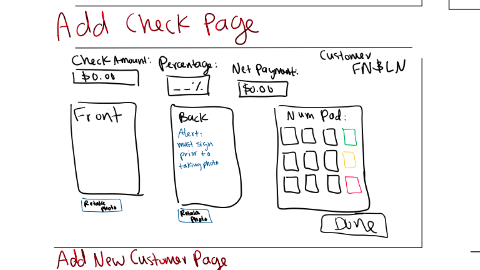 Add Check Page
Check Amount:
$0.00
Percentage:
__%
Net Payment:
$0.00
Customer
FN$LN
Front
Retake
Photo
Back
Alert:
must sign
prior to
taking photo
Retake
Photo
Num Pad:
Done
Add New Customer Page